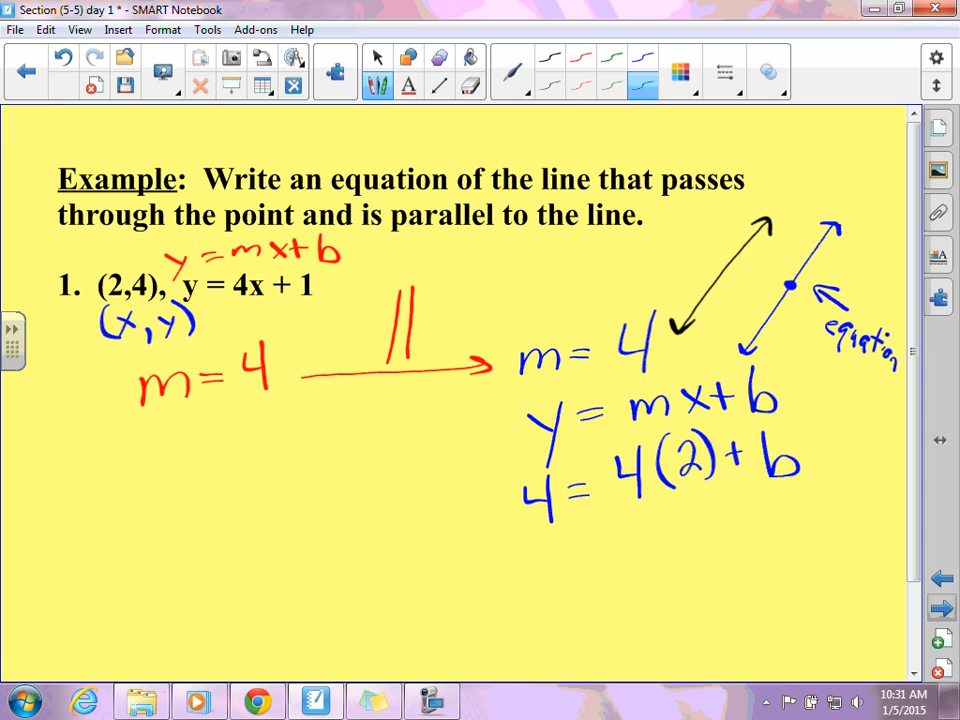 Section (5-5) day 1 * - SMART Notebook
File Edit View Insert Format Tools Add-ons Help
Example: Write an equation of the line that passes
through the point and is parallel to the line.
y = mx+b
1. (2,4), y = 4x + 1
(x,y)
m = 4
||
equation
m = 4
y = mx+b
4 = 4(2)+b
10:31 AM
1/5/2015